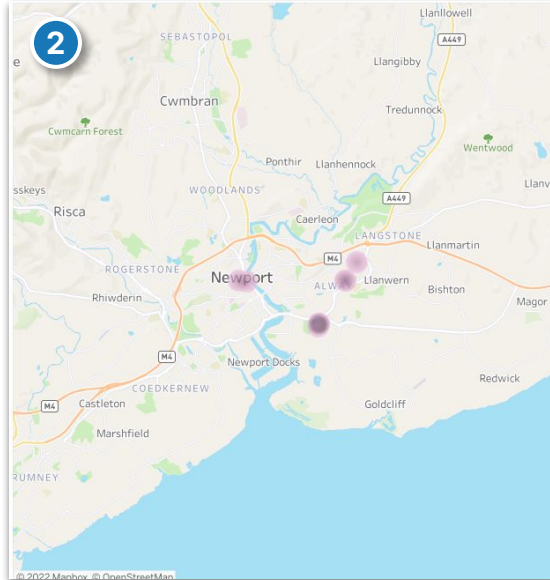 2
Llanllowell
SEBASTOPOL
A449
e
Llangibby
Cwmbran
Tredunnock
Cwmcarn Forest
Wentwood
Ponthir
Llanhennock
sskeys
WOODLANDS
Llanv
A449
Risca
Caerleon
LANGSTONE
Llanmartin
M4
ROGERSTONE
Newport
Llanwern
Bishton
Rhiwderin
Magor
M4
Newport Docks
Redwick
COEDKERNEW
M4
Castleton
Goldcliff
Marshfield
RUMNEY
© 2022 Mapbox © OpenStreetMap